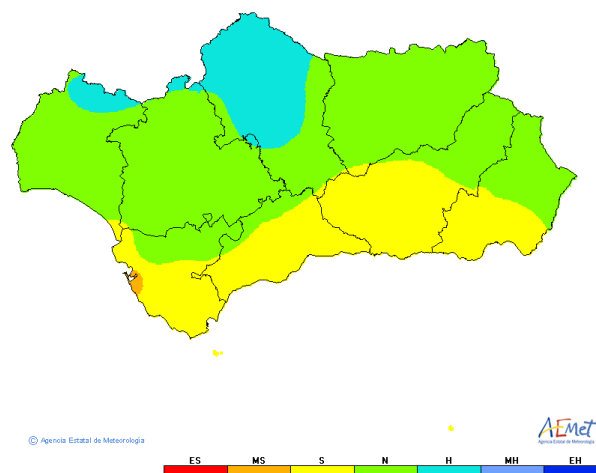 AEMet
© Agencia Estatal de Meteorología
Agencia Estatal de Meteorología
ES MS S N H MH EH